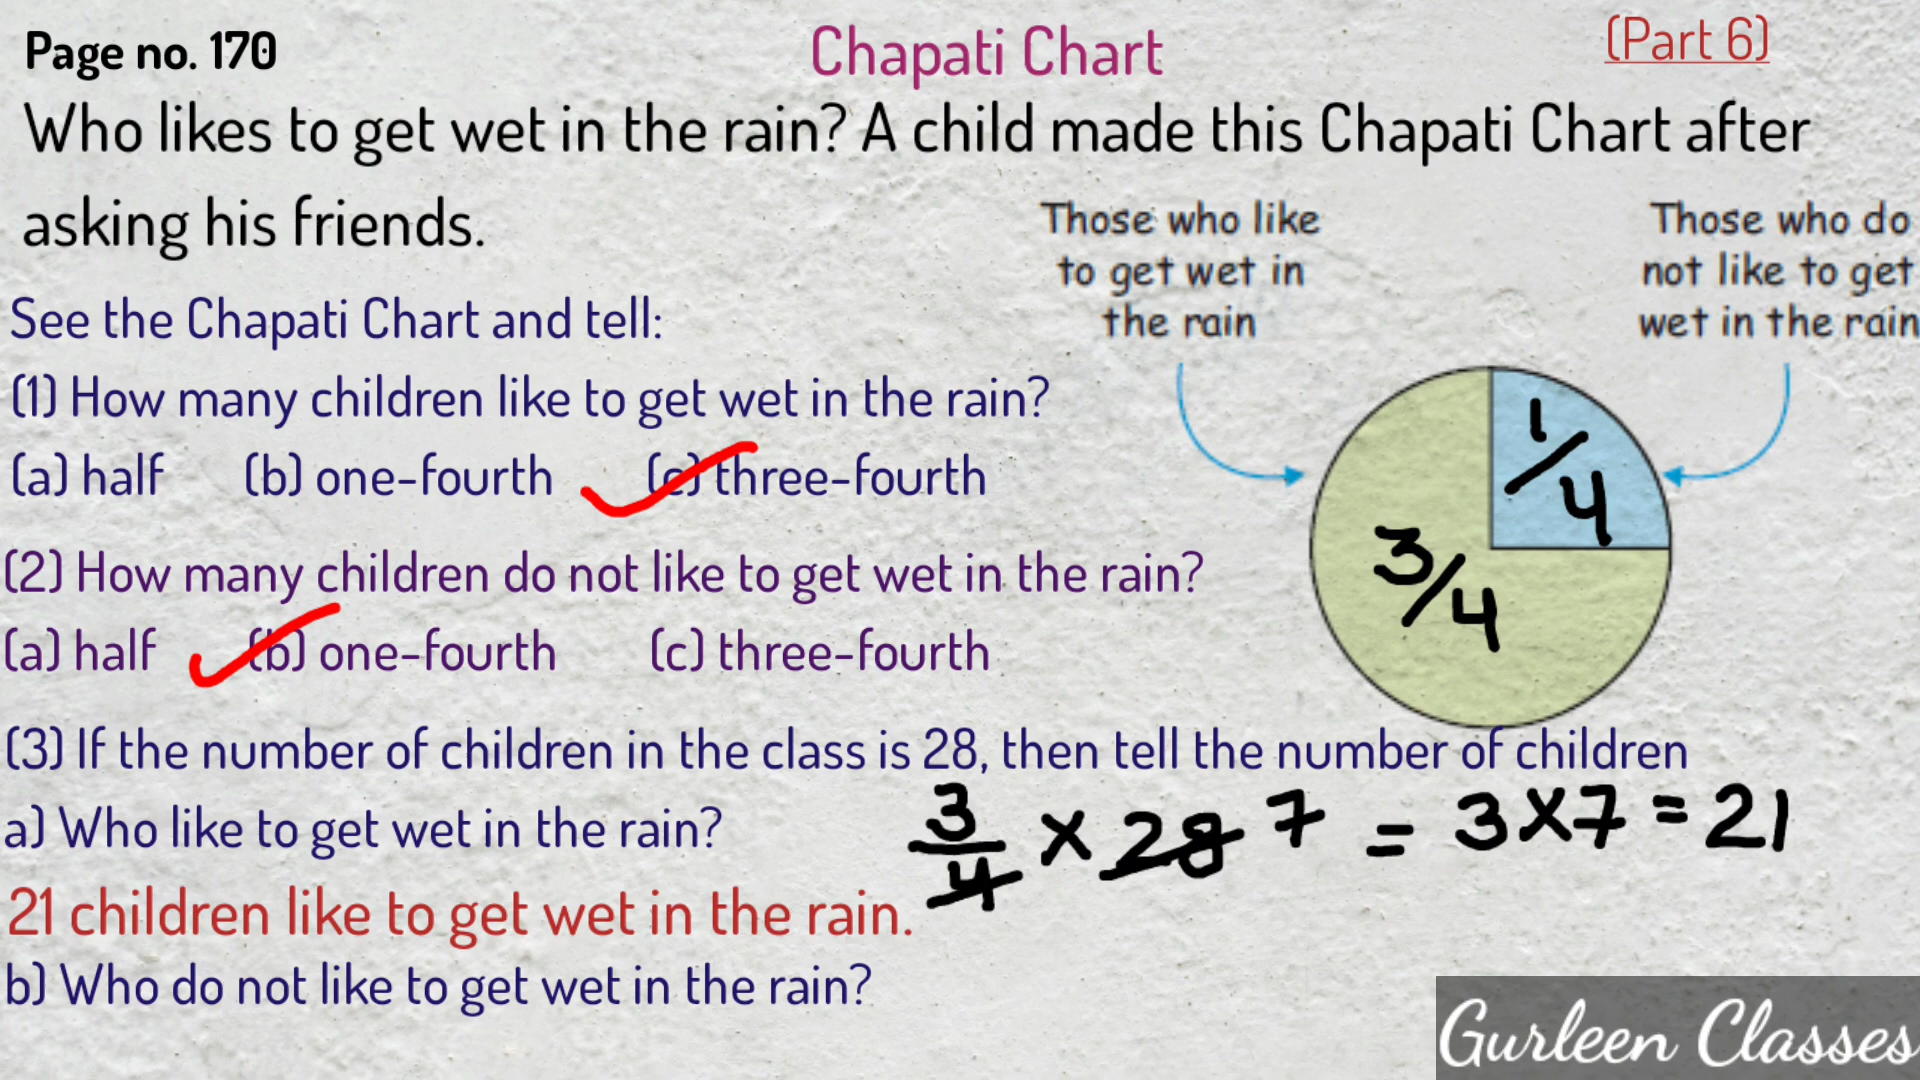 Page no. 170
Chapati Chart
(Part 6)
Who likes to get wet in the rain? A child made this Chapati Chart after
asking his friends.
Those who like
to get wet in
the rain
Those who do
not like to get
wet in the rain
See the Chapati Chart and tell:
(1) How many children like to get wet in the rain?
(a) half (b) one-fourth (c) three-fourth
1/4
3/4
(2) How many children do not like to get wet in the rain?
(a) half (b) one-fourth (c) three-fourth
(3) If the number of children in the class is 28, then tell the number of children
a) Who like to get wet in the rain?
3/4 × 28 7 = 3×7 = 21
21 children like to get wet in the rain.
b) Who do not like to get wet in the rain?
Gurleen Classes